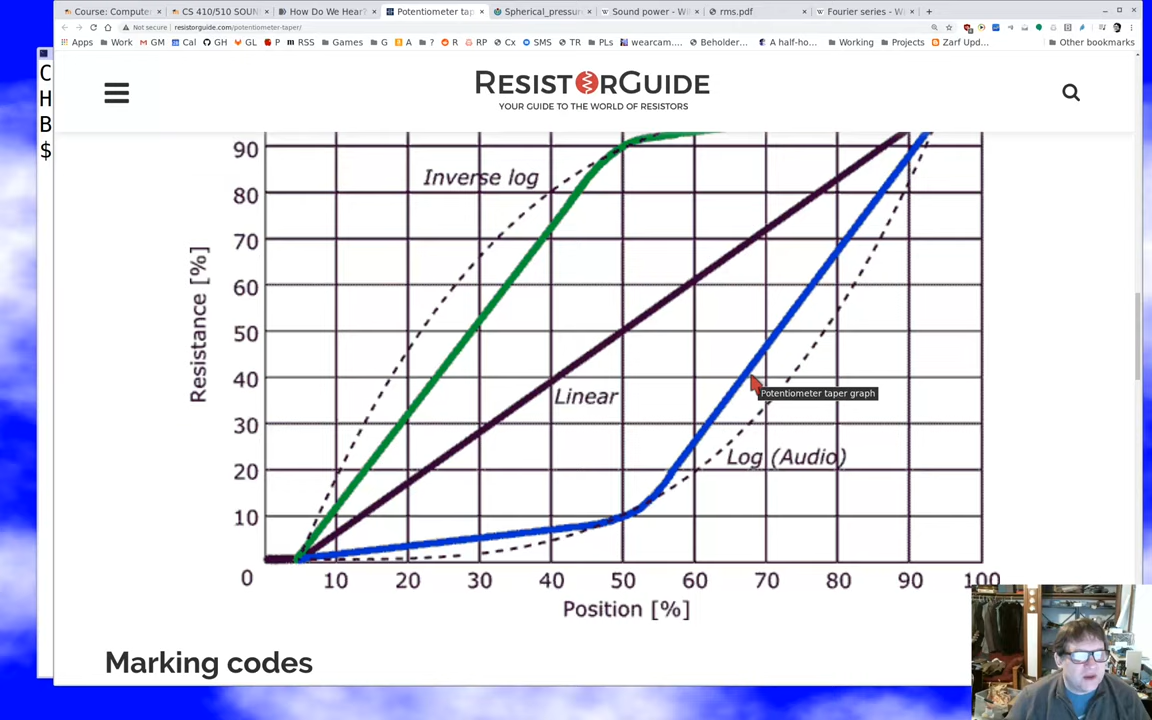 Course: Computer
CS 410/510 SOUN
How Do We Hear?
Potentiometer tap
Spherical_pressur
Sound power - Wi
rms.pdf
Fourier series - W
Not secure
resistorguide.com/potentiometer-taper/
Apps Work GM Cal GH GL P RSS Games G A ? R RP Cx SMS TR PLs wearcam.... Beholder... A half-ho... Working Projects Zarf Upd... Other bookmarks
C
H
B
$
RESISTORGUIDE
YOUR GUIDE TO THE WORLD OF RESISTORS
90
80
70
60
50
40
30
20
10
0
Resistance [%]
Inverse log
Linear
Potentiometer taper graph
Log (Audio)
10 20 30 40 50 60 70 80 90 100
Position [%]
Marking codes